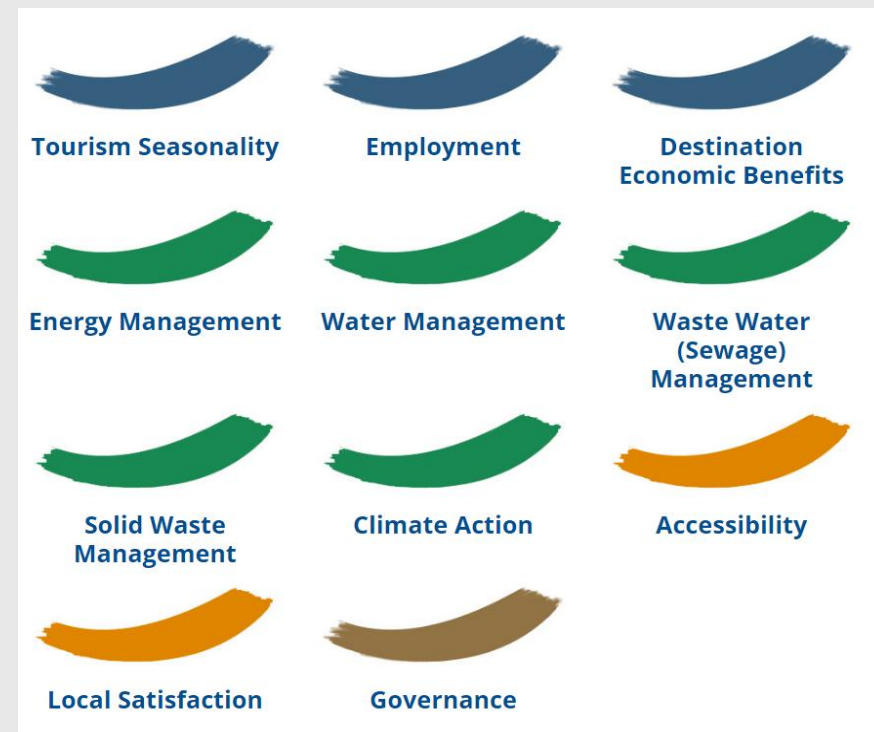 Tourism Seasonality
Employment
Destination
Economic Benefits
Energy Management
Water Management
Waste Water
(Sewage)
Management
Solid Waste
Management
Climate Action
Accessibility
Local Satisfaction
Governance